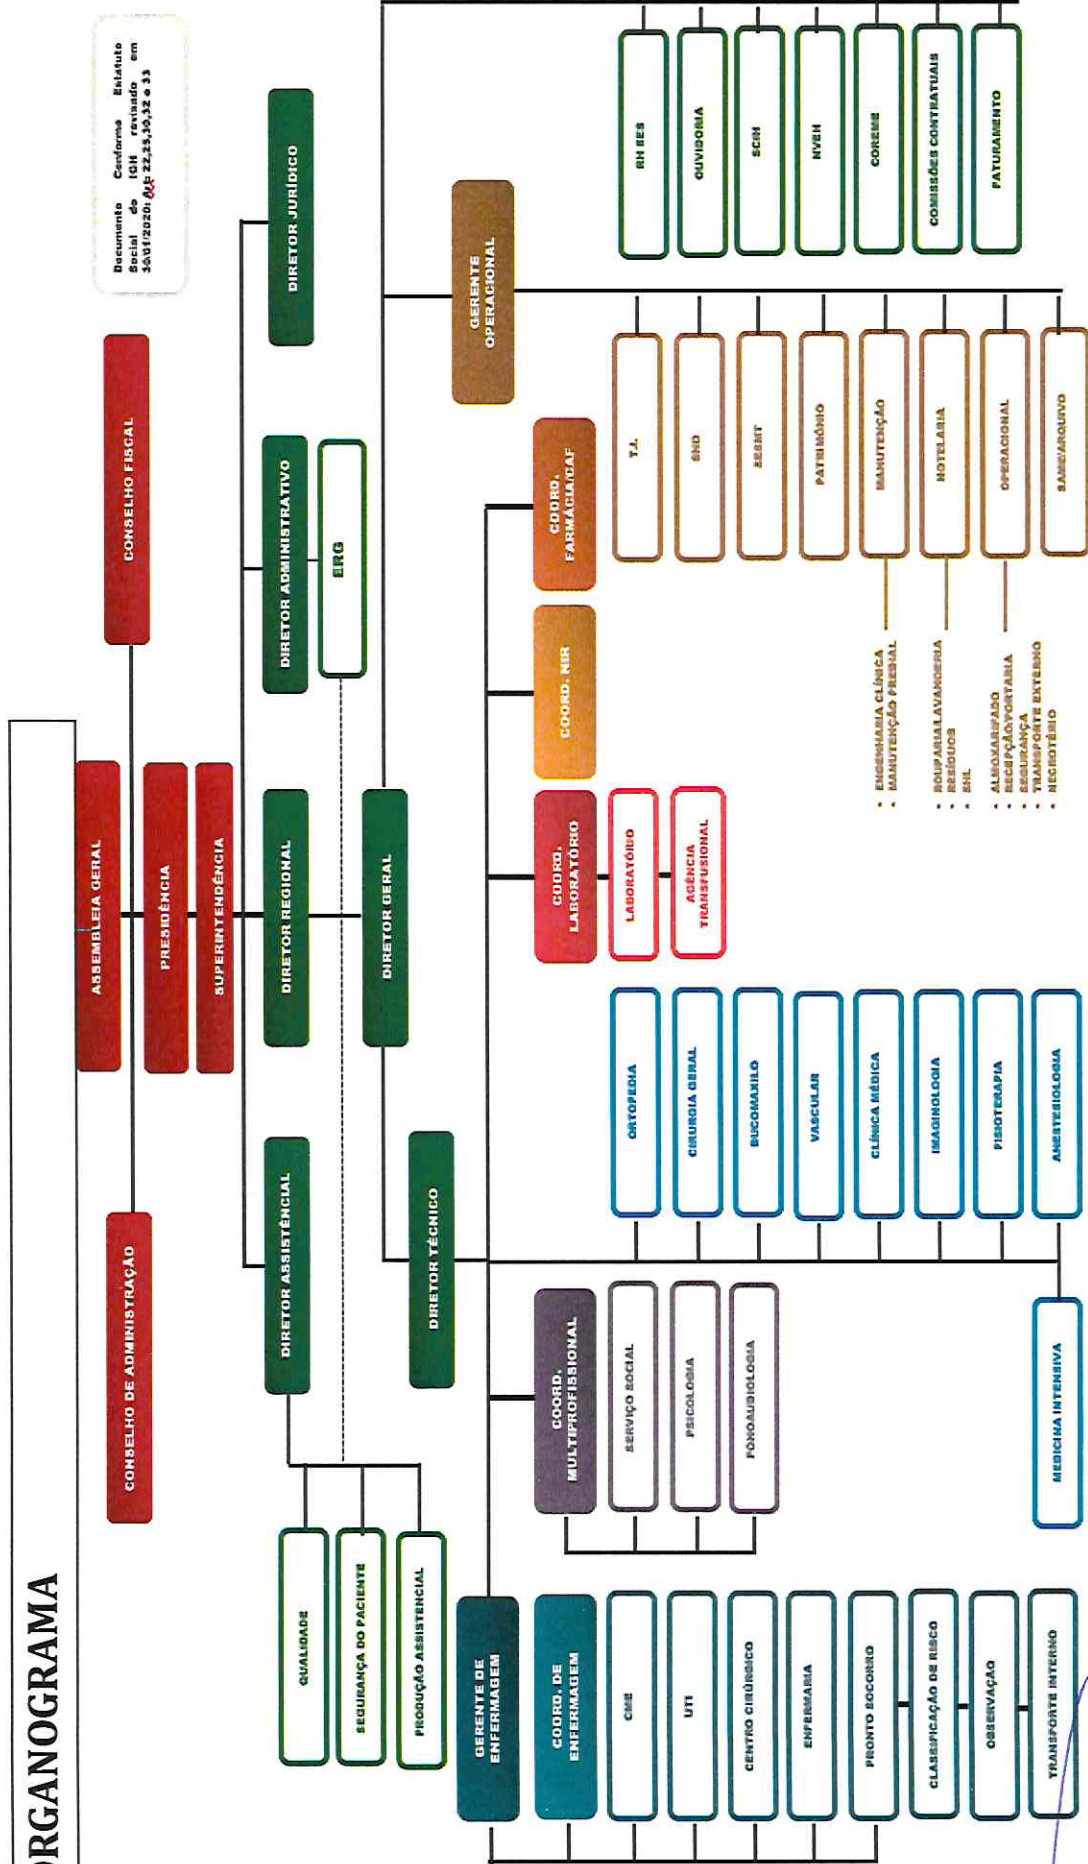 ORGANOGRAMA
Documento Conforme Estatuto
Social do IGH revisado em
30/01/2020: Art 22,25,30,32 e 33
ASSEMBLEIA GERAL
CONSELHO DE ADMINISTRAÇÃO
CONSELHO FISCAL
PRESIDÊNCIA
SUPERINTENDÊNCIA
DIRETOR ASSISTÊNCIAL
DIRETOR REGIONAL
DIRETOR ADMINISTRATIVO
DIRETOR JURÍDICO
ERG
QUALIDADE
SEGURANÇA DO PACIENTE
PRODUÇÃO ASSISTENCIAL
DIRETOR GERAL
DIRETOR TÉCNICO
GERENTE DE
ENFERMAGEM
GERENTE
OPERACIONAL
COORD. DE
ENFERMAGEM
COORD.
MULTIPROFISSIONAL
COORD.
LABORATÓRIO
COORD. NIR
COORD.
FARMÁCIA/CAF
CME
UTI
CENTRO CIRÚRGICO
ENFERMARIA
PRONTO SOCORRO
CLASSIFICAÇÃO DE RISCO
OBSERVAÇÃO
TRANSPORTE INTERNO
SERVIÇO SOCIAL
PSICOLOGIA
FONOAUDIOLOGIA
MEDICINA INTENSIVA
ORTOPEDIA
CIRURGIA GERAL
BUCOMAXILO
VASCULAR
CLÍNICA MÉDICA
IMAGINOLOGIA
FISIOTERAPIA
ANESTESIOLOGIA
LABORATÓRIO
AGÊNCIA
TRANSFUSIONAL
• ENGENHARIA CLÍNICA
• MANUTENÇÃO PREDIAL
• ROUPARIA/LAVANDERIA
• RESÍDUOS
• SHL
• ALMOXARIFADO
• RECEPÇÃO/PORTARIA
• SEGURANÇA
• TRANSPORTE EXTERNO
• NECROTÉRIO
T.I.
SND
SESMT
PATRIMÔNIO
MANUTENÇÃO
HOTELARIA
OPERACIONAL
SAME/ARQUIVO
RH SES
OUVIDORIA
SCIH
NVEH
COREME
COMISSÕES CONTRATUAIS
FATURAMENTO